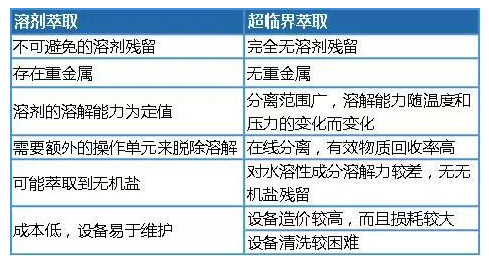 溶剂萃取 超临界萃取
不可避免的溶剂残留 完全无溶剂残留
存在重金属 无重金属
溶剂的溶解能力为定值 分离范围广，溶解能力随温度和
压力的变化而变化
需要额外的操作单元来脱除溶解 在线分离，有效物质回收率高
可能萃取到无机盐 对水溶性成分溶解力较差，无无
机盐残留
成本低，设备易于维护 设备造价较高，而且损耗较大
设备清洗较困难